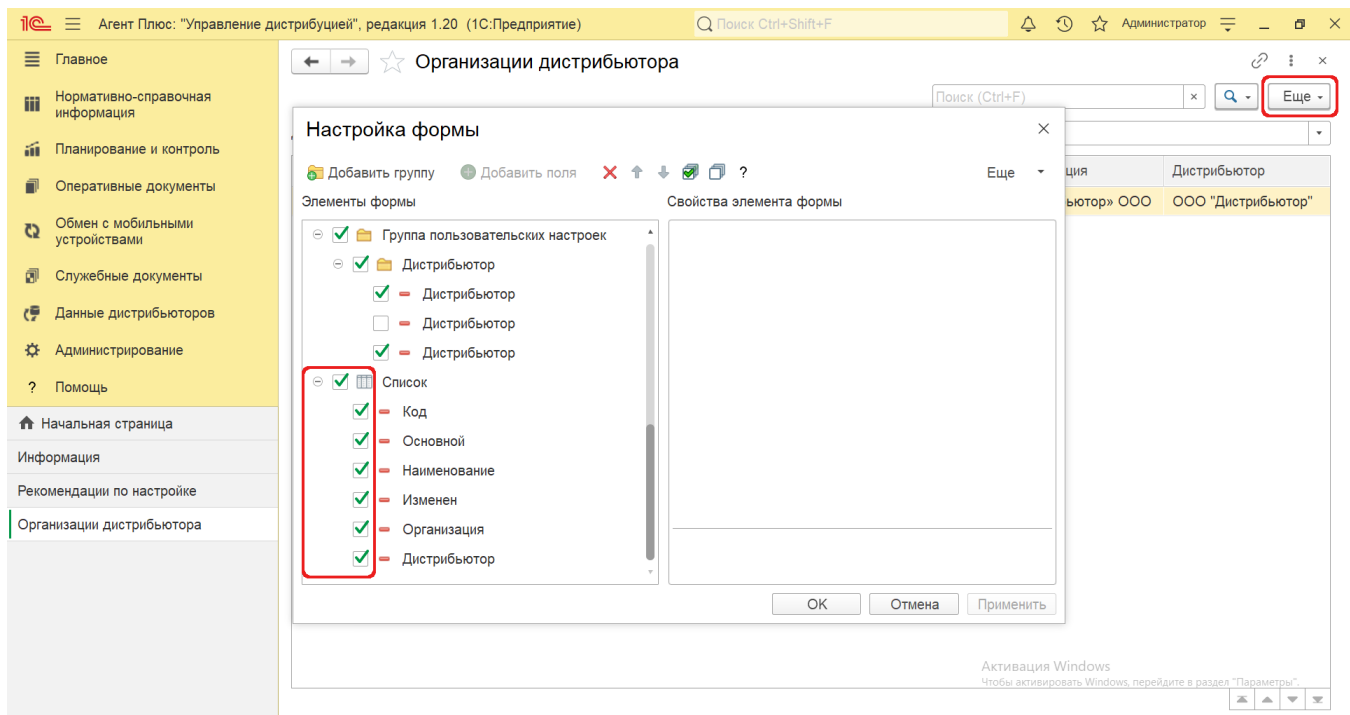 1С Агент Плюс: "Управление дистрибуцией", редакция 1.20 (1С:Предприятие) Поиск Ctrl+Shift+F Администратор
Главное
Нормативно-справочная
информация
Планирование и контроль
Оперативные документы
Обмен с мобильными
устройствами
Служебные документы
Данные дистрибьюторов
Администрирование
? Помощь
Начальная страница
Информация
Рекомендации по настройке
Организации дистрибьютора
Организации дистрибьютора
Поиск (Ctrl+F) × Еще
Дистрибьютор
ООО "Дистрибьютор"
Настройка формы
Добавить группу Добавить поля ? Еще
Элементы формы Свойства элемента формы
Группа пользовательских настроек
Дистрибьютор
Дистрибьютор
Дистрибьютор
Дистрибьютор
Список
Код
Основной
Наименование
Изменен
Организация
Дистрибьютор
OK Отмена Применить
Активация Windows
Чтобы активировать Windows, перейдите в раздел "Параметры".